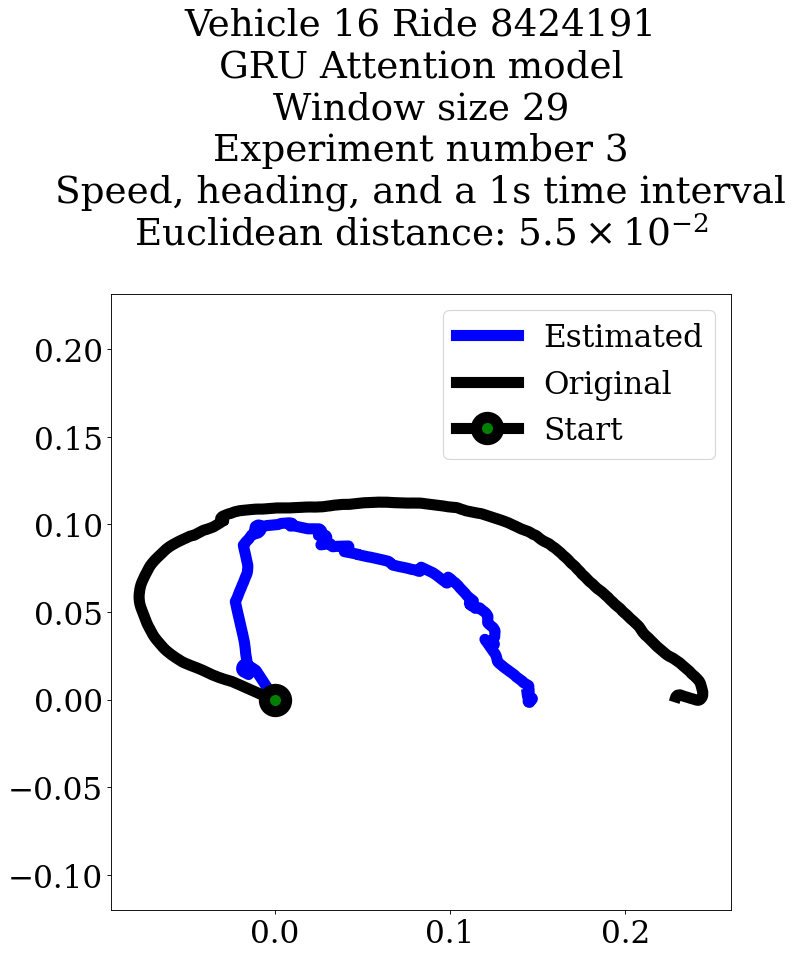 Vehicle 16 Ride 8424191
GRU Attention model
Window size 29
Experiment number 3
Speed, heading, and a 1s time interval
Euclidean distance: 5.5 × 10⁻²
Estimated
Original
Start
0.20
0.15
0.10
0.05
0.00
−0.05
−0.10
0.0 0.1 0.2